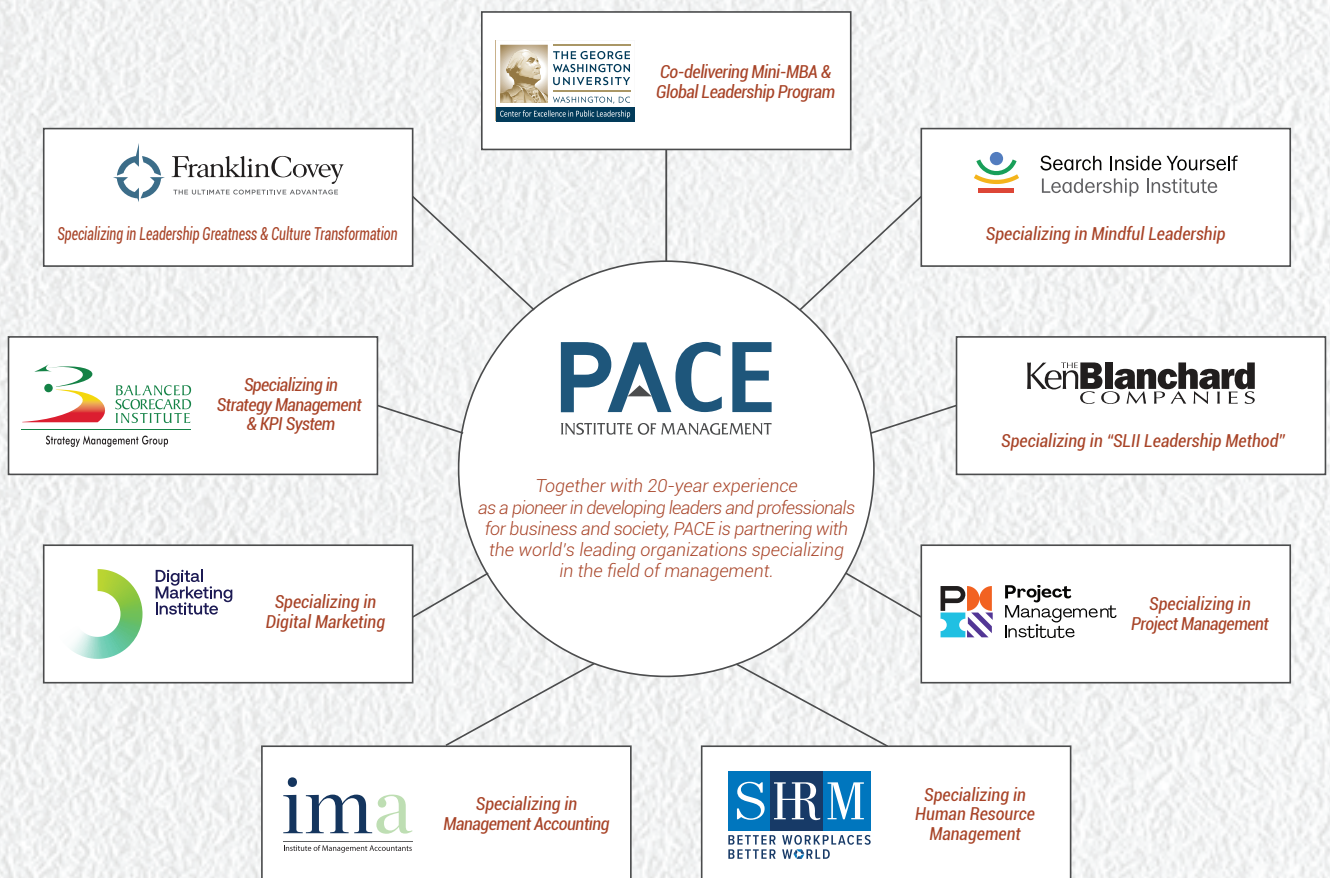 THE GEORGE
WASHINGTON
UNIVERSITY
WASHINGTON, DC
Center for Excellence in Public Leadership
Co-delivering Mini-MBA &
Global Leadership Program
FranklinCovey
THE ULTIMATE COMPETITIVE ADVANTAGE
Specializing in Leadership Greatness & Culture Transformation
Search Inside Yourself
Leadership Institute
Specializing in Mindful Leadership
BALANCED
SCORECARD
INSTITUTE
Strategy Management Group
Specializing in
Strategy Management
& KPI System
PACE
INSTITUTE OF MANAGEMENT
Together with 20-year experience
as a pioneer in developing leaders and professionals
for business and society, PACE is partnering with
the world's leading organizations specializing
in the field of management.
THE
KenBlanchard
COMPANIES
Specializing in “SLII Leadership Method”
Digital
Marketing
Institute
Specializing in
Digital Marketing
Project
Management
Institute
Specializing in
Project Management
ima
Institute of Management Accountants
Specializing in
Management Accounting
SHRM
BETTER WORKPLACES
BETTER WORLD
Specializing in
Human Resource
Management